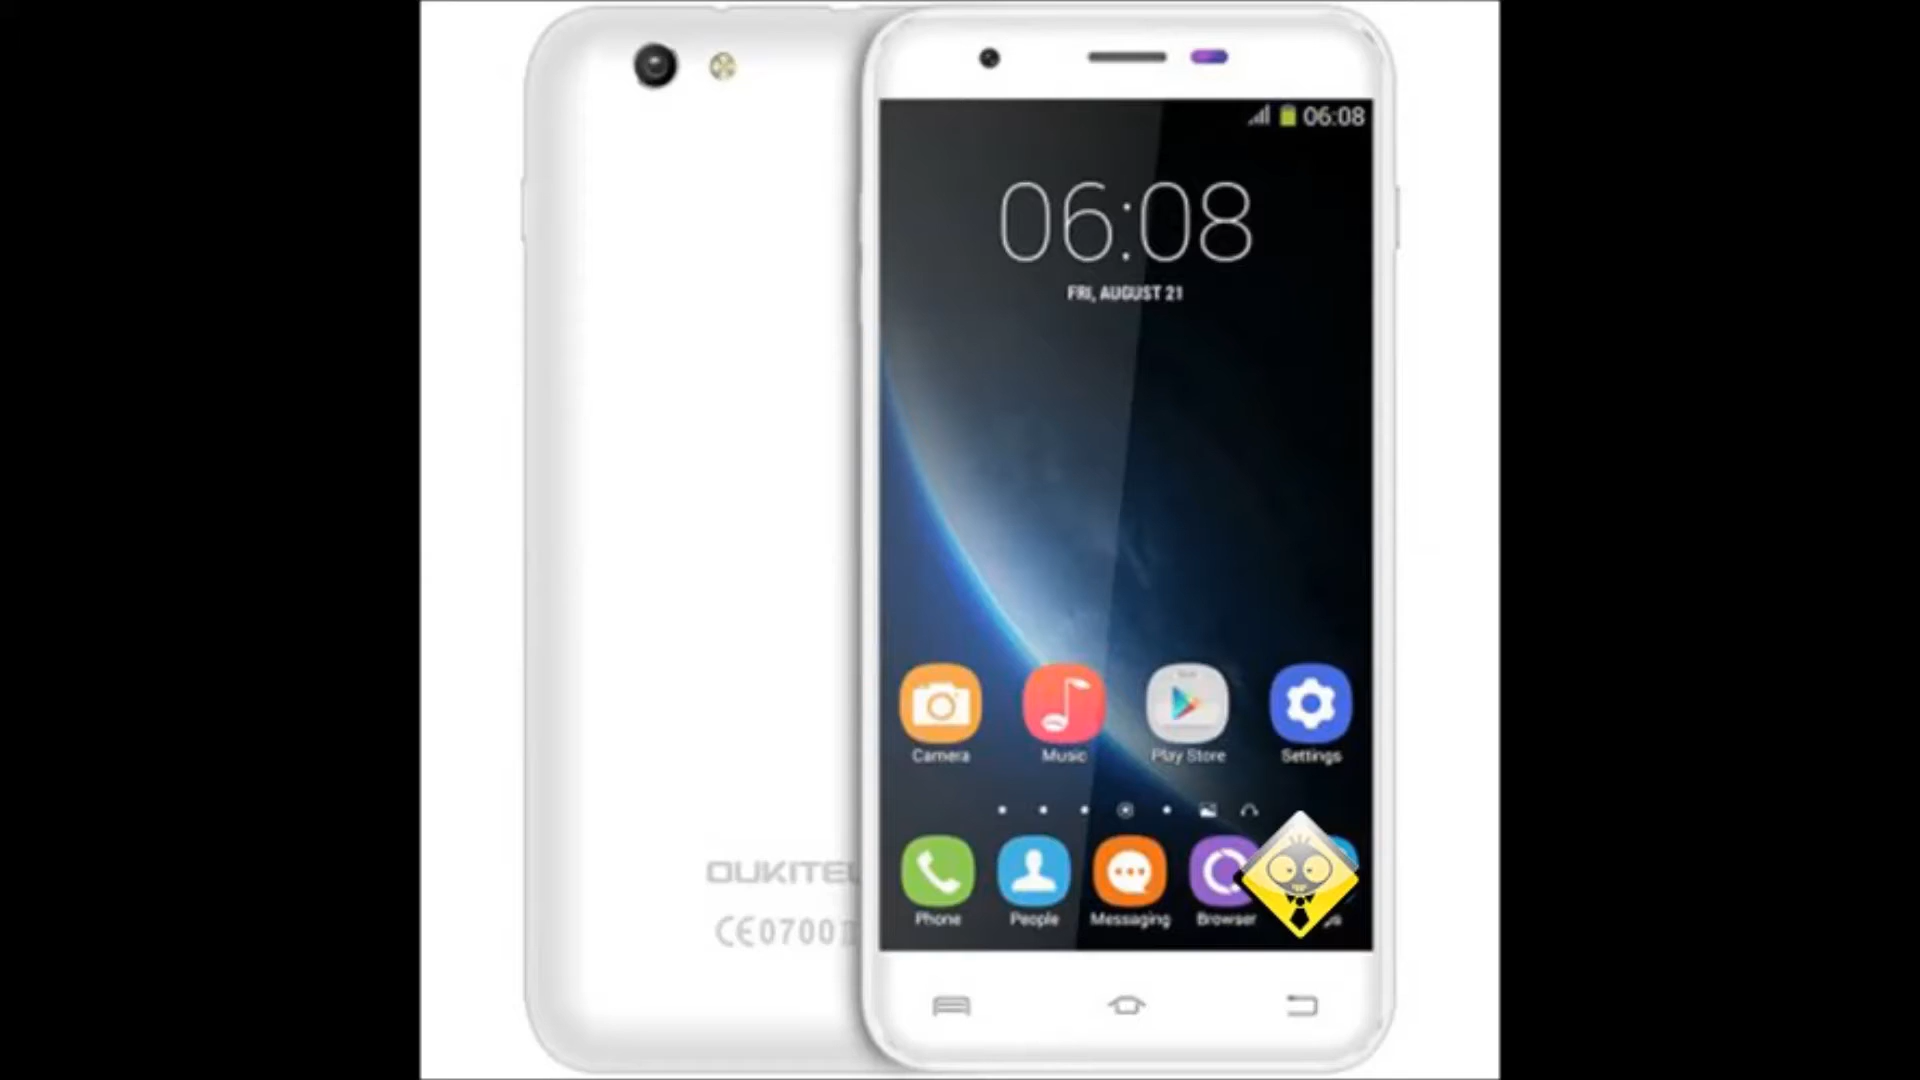 06:08
06:08
FRI, AUGUST 21
Camera
Music
Play Store
Settings
OUKITEL
CE0700
Phone
People
Messaging
Browser